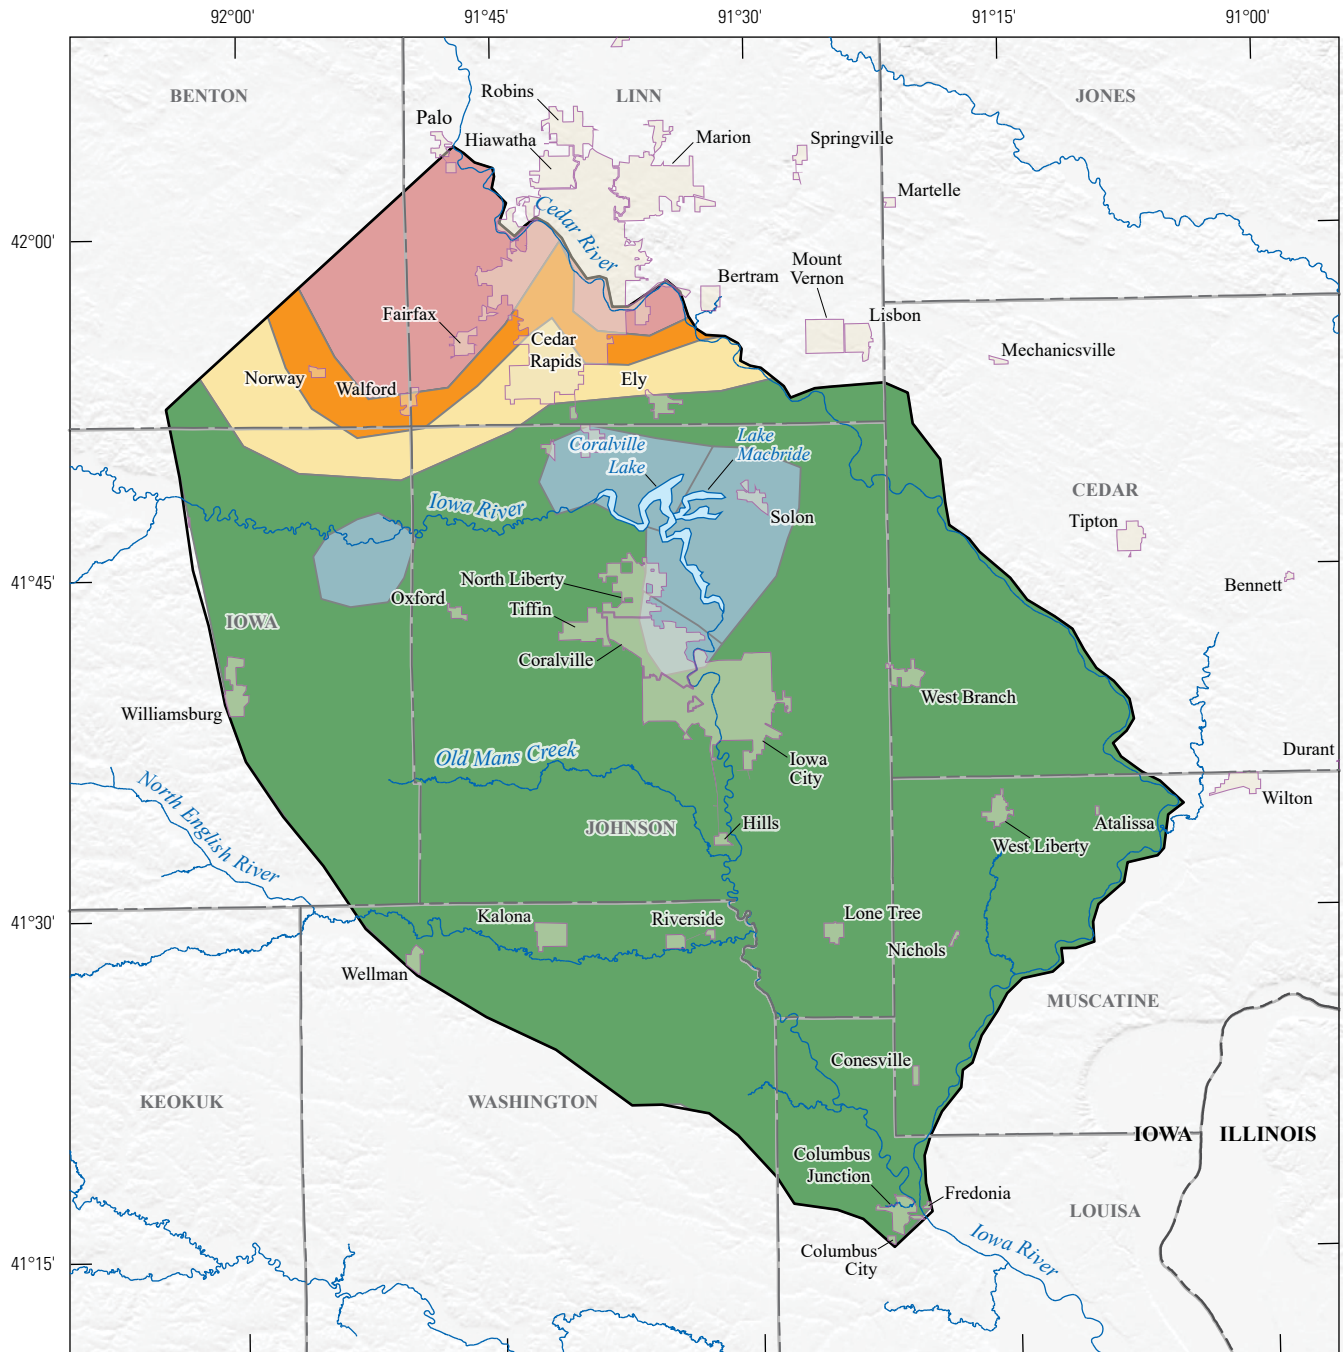 92°00'
91°45'
91°30'
91°15'
91°00'
BENTON
LINN
JONES
Robins
Palo
Hiawatha
Marion
Springville
Martelle
Cedar River
42°00'
Mount
Vernon
Bertram
Lisbon
Fairfax
Cedar
Rapids
Mechanicsville
Norway
Walford
Ely
Coralville
Lake
Lake
Macbride
CEDAR
Iowa River
Solon
Tipton
41°45'
North Liberty
Bennett
Oxford
Tiffin
IOWA
Coralville
West Branch
Williamsburg
Old Mans Creek
Iowa
City
Durant
North English River
Wilton
JOHNSON
Hills
Atalissa
West Liberty
41°30'
Kalona
Riverside
Lone Tree
Nichols
Wellman
MUSCATINE
Conesville
KEOKUK
WASHINGTON
IOWA
ILLINOIS
Columbus
Junction
Fredonia
LOUISA
Iowa River
41°15'
Columbus
City